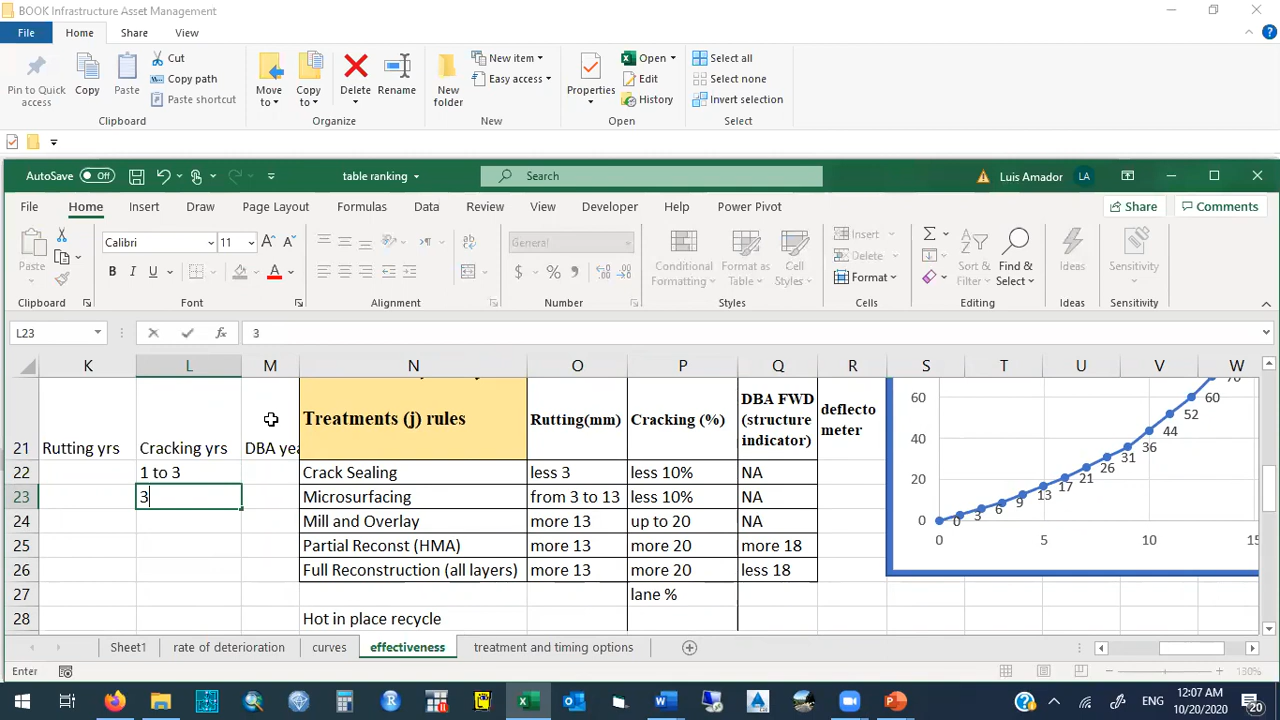 BOOK Infrastructure Asset Management
File Home Share View
Pin to Quick access
Copy
Paste
Cut
Copy path
Paste shortcut
Clipboard
Move to
Copy to
Delete
Rename
Organize
New folder
New item
Easy access
New
Properties
Open
Edit
History
Open
Select all
Select none
Invert selection
Select
AutoSave Off
table ranking
Search
Luis Amador LA
File Home Insert Draw Page Layout Formulas Data Review View Developer Help Power Pivot Share Comments
Paste
Clipboard
Calibri 11
B I U
Font
Alignment
General
$ % ,
Number
Conditional Formatting
Format as Table
Cell Styles
Styles
Insert
Delete
Format
Cells
Sort & Filter
Find & Select
Editing
Ideas
Ideas
Sensitivity
Sensitivity
L23 fx 3
K L M N O P Q R S T U V W
21 Rutting yrs Cracking yrs DBA yea
Treatments (j) rules Rutting(mm) Cracking (%) DBA FWD (structure indicator) deflecto meter
22 1 to 3 Crack Sealing less 3 less 10% NA
23 3 Microsurfacing from 3 to 13 less 10% NA
24 Mill and Overlay more 13 up to 20 NA
25 Partial Reconst (HMA) more 13 more 20 more 18
26 Full Reconstruction (all layers) more 13 more 20 less 18
27 lane %
28 Hot in place recycle
60
40
20
0
0 3 6 9 13 17 21 26 31 36 44 52 60 70
0 5 10 15
Sheet1 rate of deterioration curves effectiveness treatment and timing options
Enter 130%
ENG 12:07 AM 10/20/2020 20